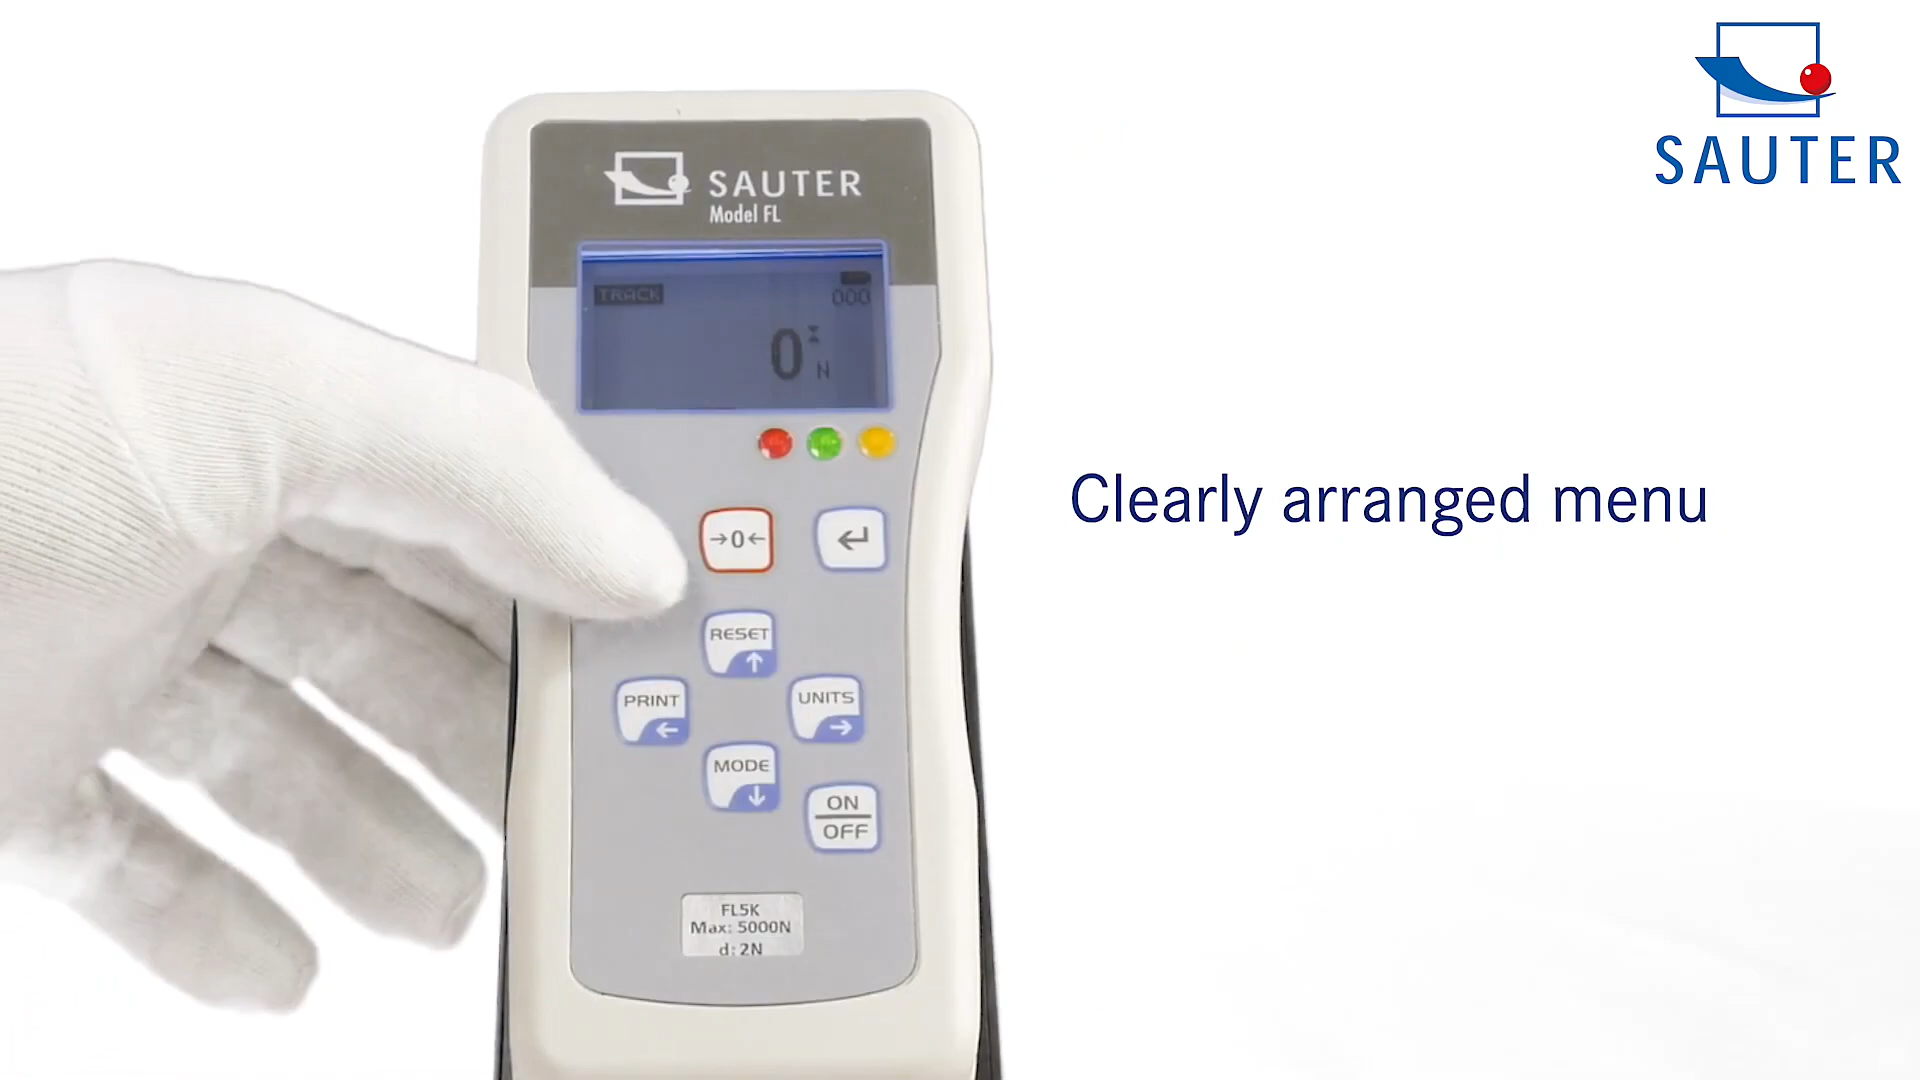 SAUTER
SAUTER
Model FL
TRACK
000
0
N
Clearly arranged menu
→0←
↵
RESET
↑
PRINT
←
UNITS
→
MODE
↓
ON
OFF
FL5K
Max: 5000N
d: 2N